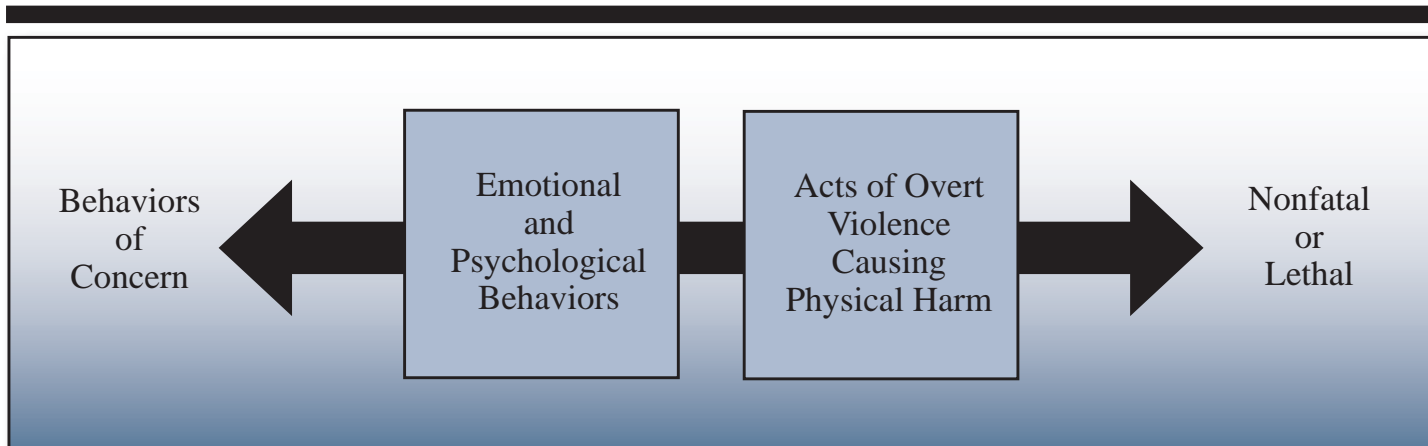 Behaviors
of
Concern
Emotional
and
Psychological
Behaviors
Acts of Overt
Violence
Causing
Physical Harm
Nonfatal
or
Lethal